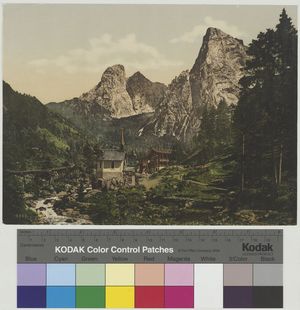 KODAK Color Control Patches
Kodak
Blue Cyan Green Yellow Red Magenta White 3/Color Black